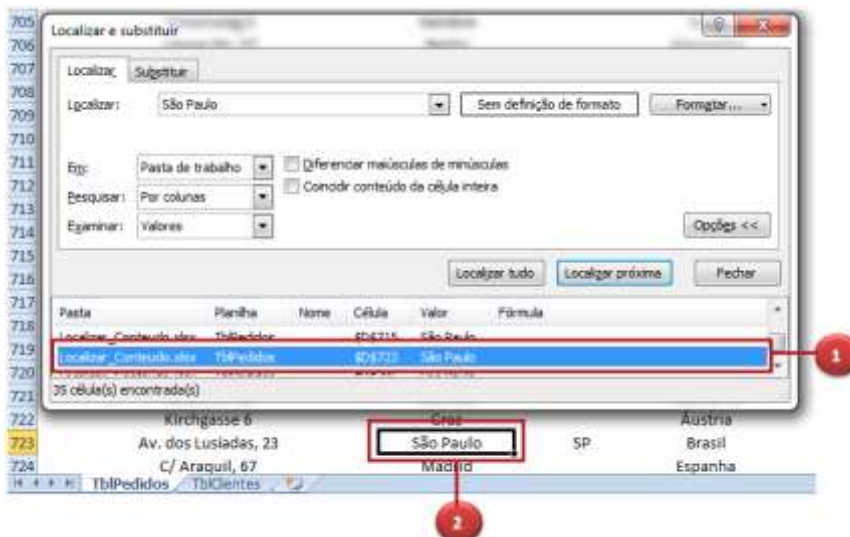 705
Localizar e substituir
706
707
Localizar Substituir
708
Localizar: São Paulo Sem definição de formato Formatar...
709
710
711
Em: Pasta de trabalho Diferenciar maiúsculas de minúsculas
712
Pesquisar: Por colunas Coincidir conteúdo da célula inteira
713
714
Examinar: Valores Opções <<
715
716
Localizar tudo Localizar próxima Fechar
717
Pasta Planilha Nome Célula Valor Fórmula
718
Localizar_Conteudo.xlsx TblPedidos $D$715 São Paulo
719
Localizar_Conteudo.xlsx TblPedidos $D$723 São Paulo
1
720
35 célula(s) encontrada(s)
721
722 Kirchgasse 6 Graz Áustria
723 Av. dos Lusíadas, 23 São Paulo SP Brasil
724 C/ Araquil, 67 Madrid Espanha
TblPedidos TblClientes
2